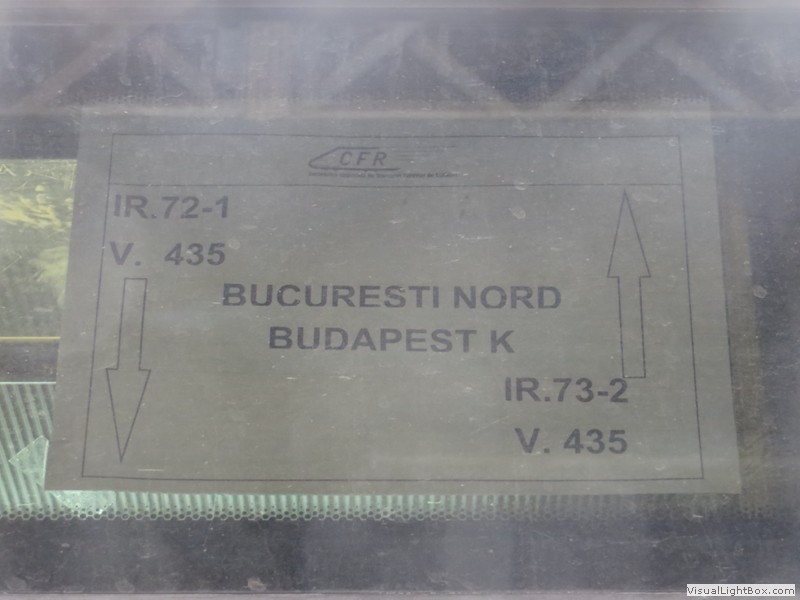 CFR
IR.72-1
V. 435
BUCURESTI NORD
BUDAPEST K
IR.73-2
V. 435
VisualLightBox.com